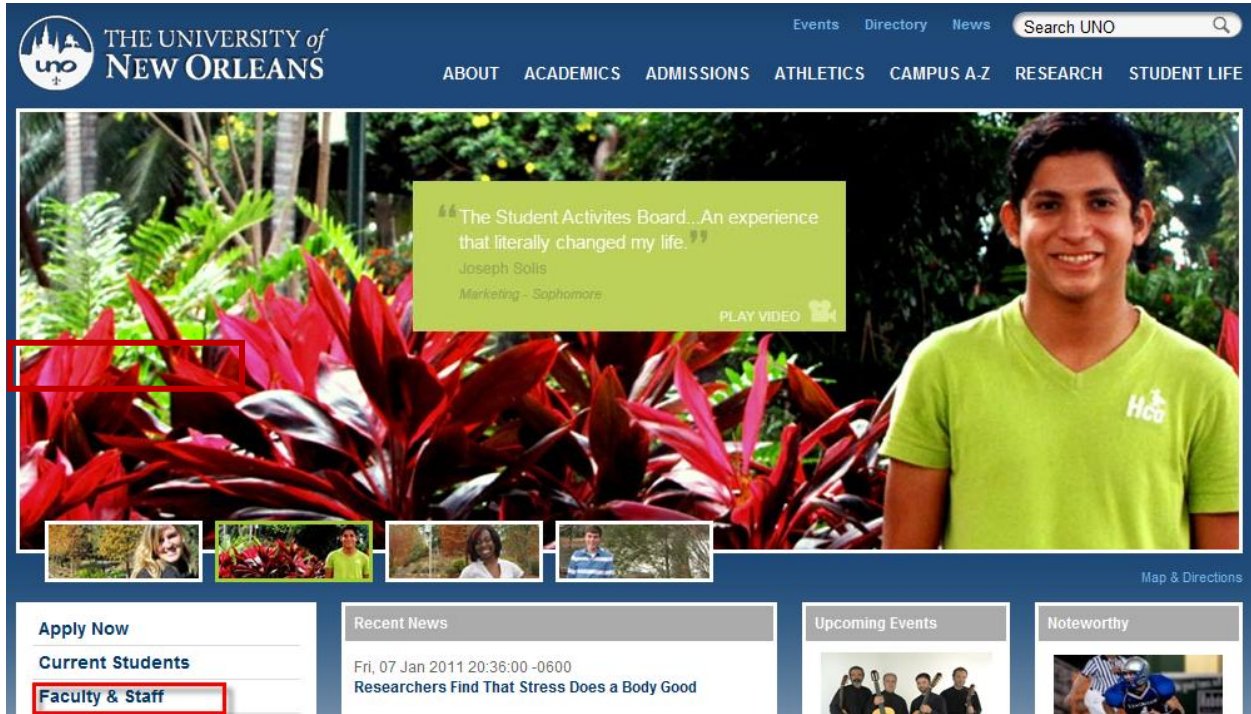 Events Directory News Search UNO
uno
THE UNIVERSITY of
NEW ORLEANS
ABOUT ACADEMICS ADMISSIONS ATHLETICS CAMPUS A-Z RESEARCH STUDENT LIFE
“The Student Activites Board...An experience
that literally changed my life.”
Joseph Solis
Marketing - Sophomore
PLAY VIDEO
Hco
Map & Directions
Apply Now
Current Students
Faculty & Staff
Recent News
Fri, 07 Jan 2011 20:36:00 -0600
Researchers Find That Stress Does a Body Good
Upcoming Events
Noteworthy